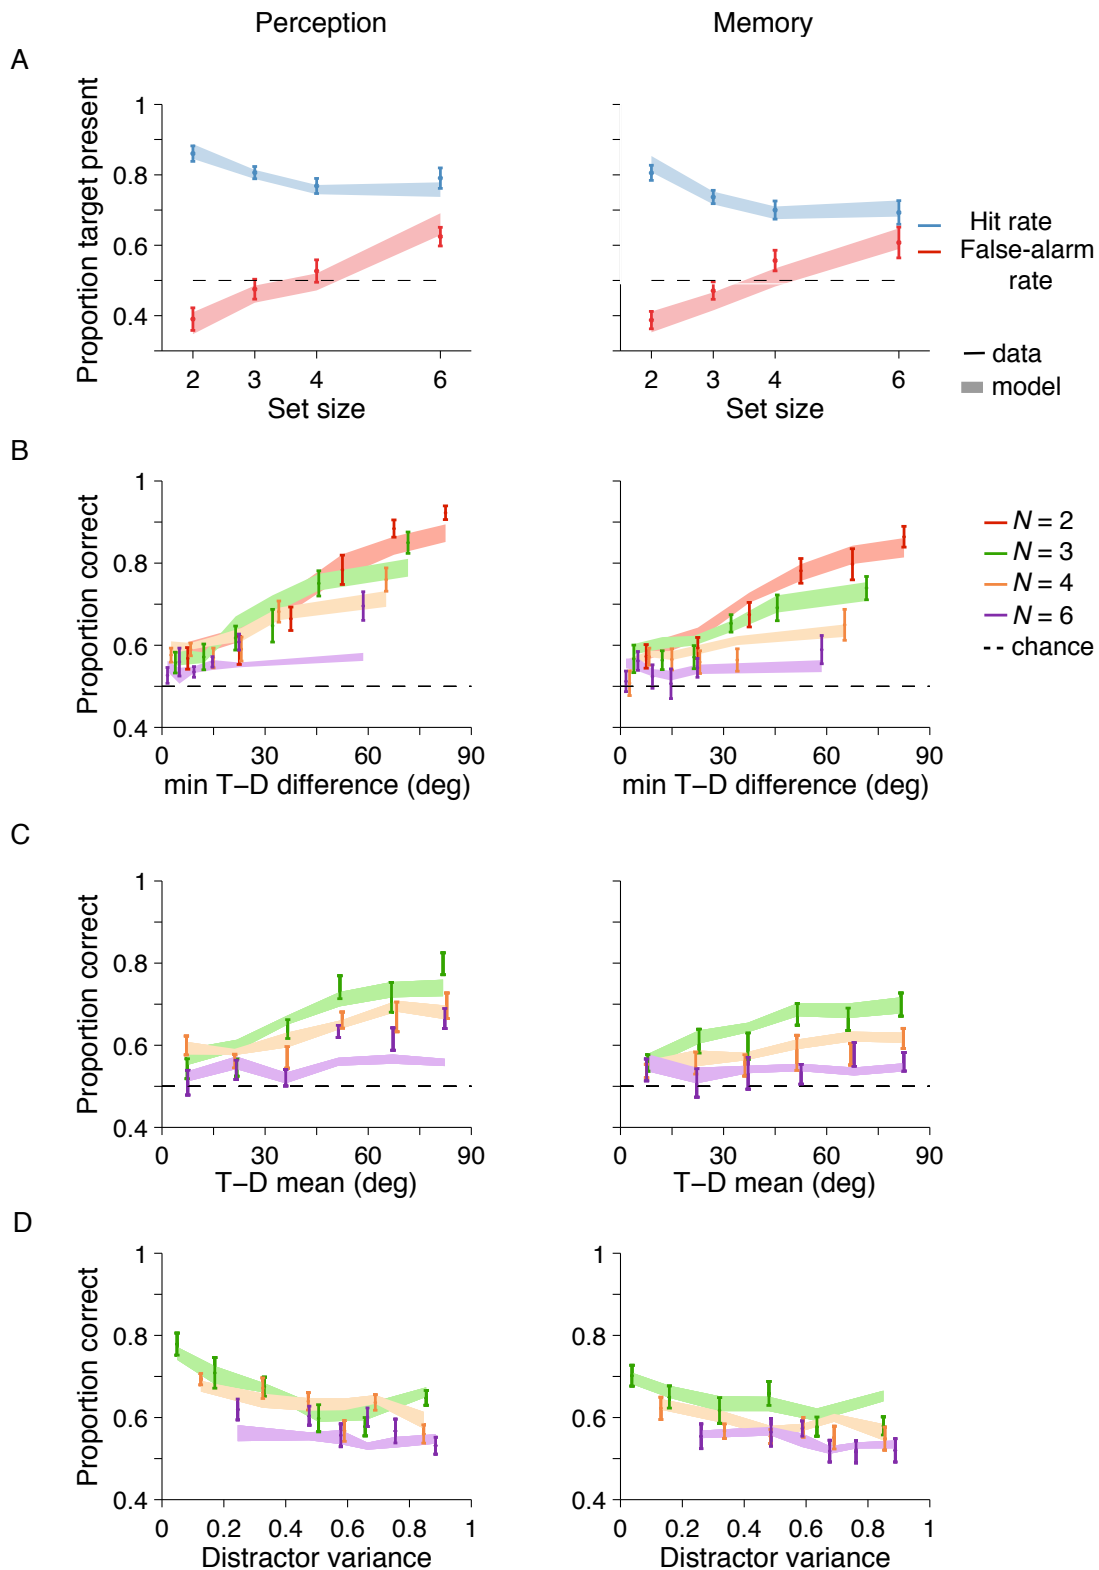 Perception
Memory
A
Proportion target present
1
0.8
0.6
0.4
2 3 4 6
Set size
2 3 4 6
Set size
Hit rate
False-alarm
rate
data
model
B
Proportion correct
1
0.8
0.6
0.4
0 30 60 90
min T–D difference (deg)
0 30 60 90
min T–D difference (deg)
N = 2
N = 3
N = 4
N = 6
chance
C
Proportion correct
1
0.8
0.6
0.4
0 30 60 90
T–D mean (deg)
0 30 60 90
T–D mean (deg)
D
Proportion correct
1
0.8
0.6
0.4
0 0.2 0.4 0.6 0.8 1
Distractor variance
1
0.8
0.6
0.4
0 0.2 0.4 0.6 0.8 1
Distractor variance